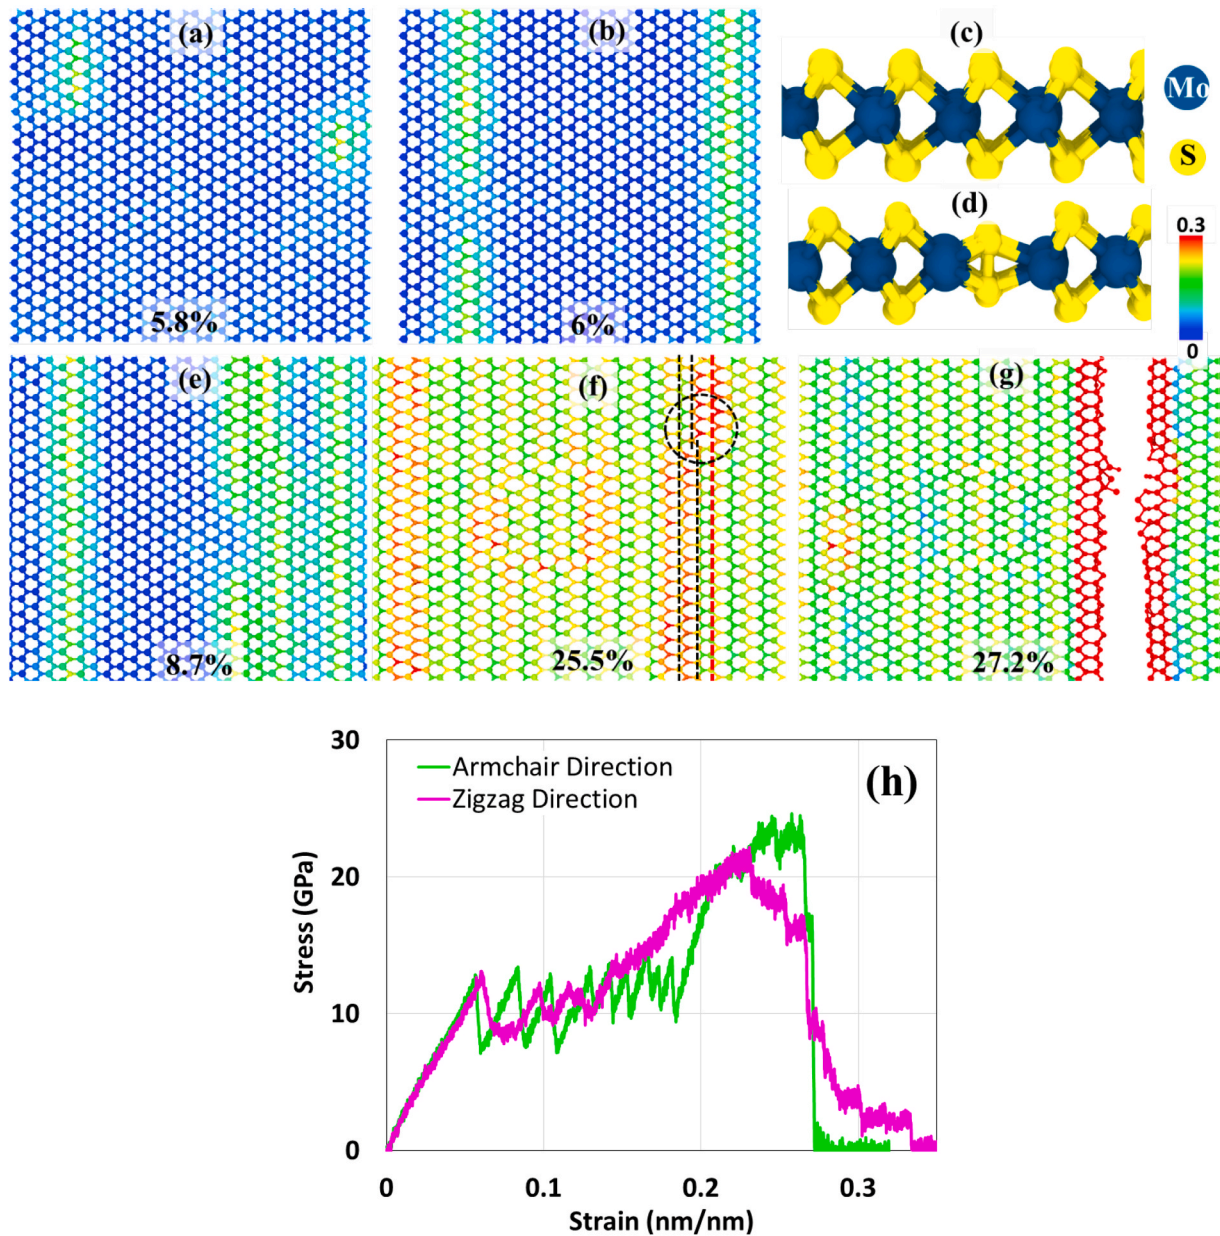 (a)
(b)
(c)
Mo
S
(d)
0.3
0
5.8%
6%
(e)
(f)
(g)
8.7%
25.5%
27.2%
30
Armchair Direction
Zigzag Direction
(h)
20
10
0
Stress (GPa)
0
0.1
0.2
0.3
Strain (nm/nm)